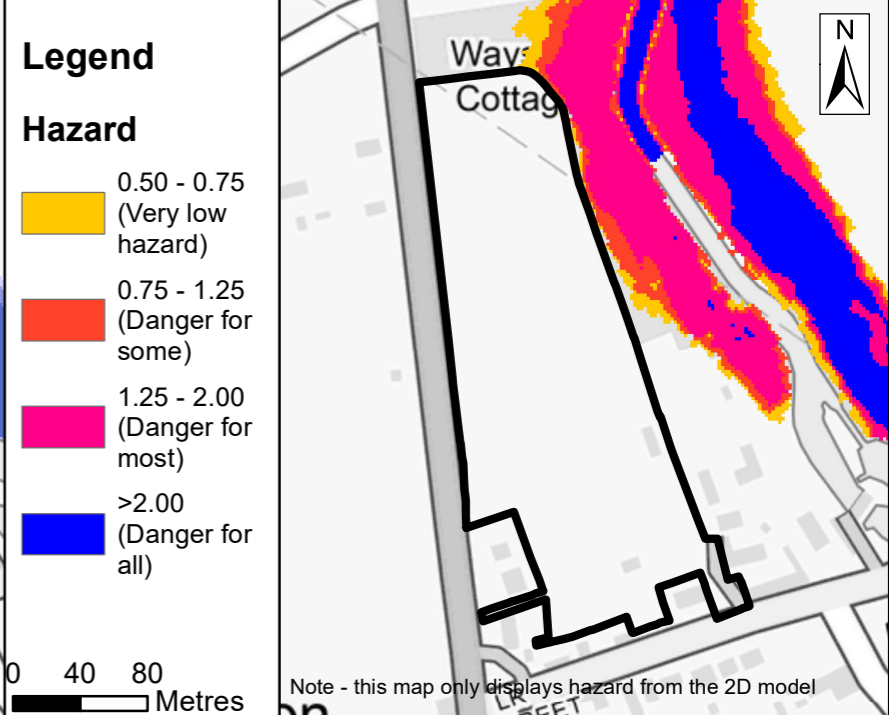 Legend
Hazard
0.50 - 0.75
(Very low
hazard)
0.75 - 1.25
(Danger for
some)
1.25 - 2.00
(Danger for
most)
>2.00
(Danger for
all)
0 40 80
Metres
N
Cottag
Note - this map only displays hazard from the 2D model